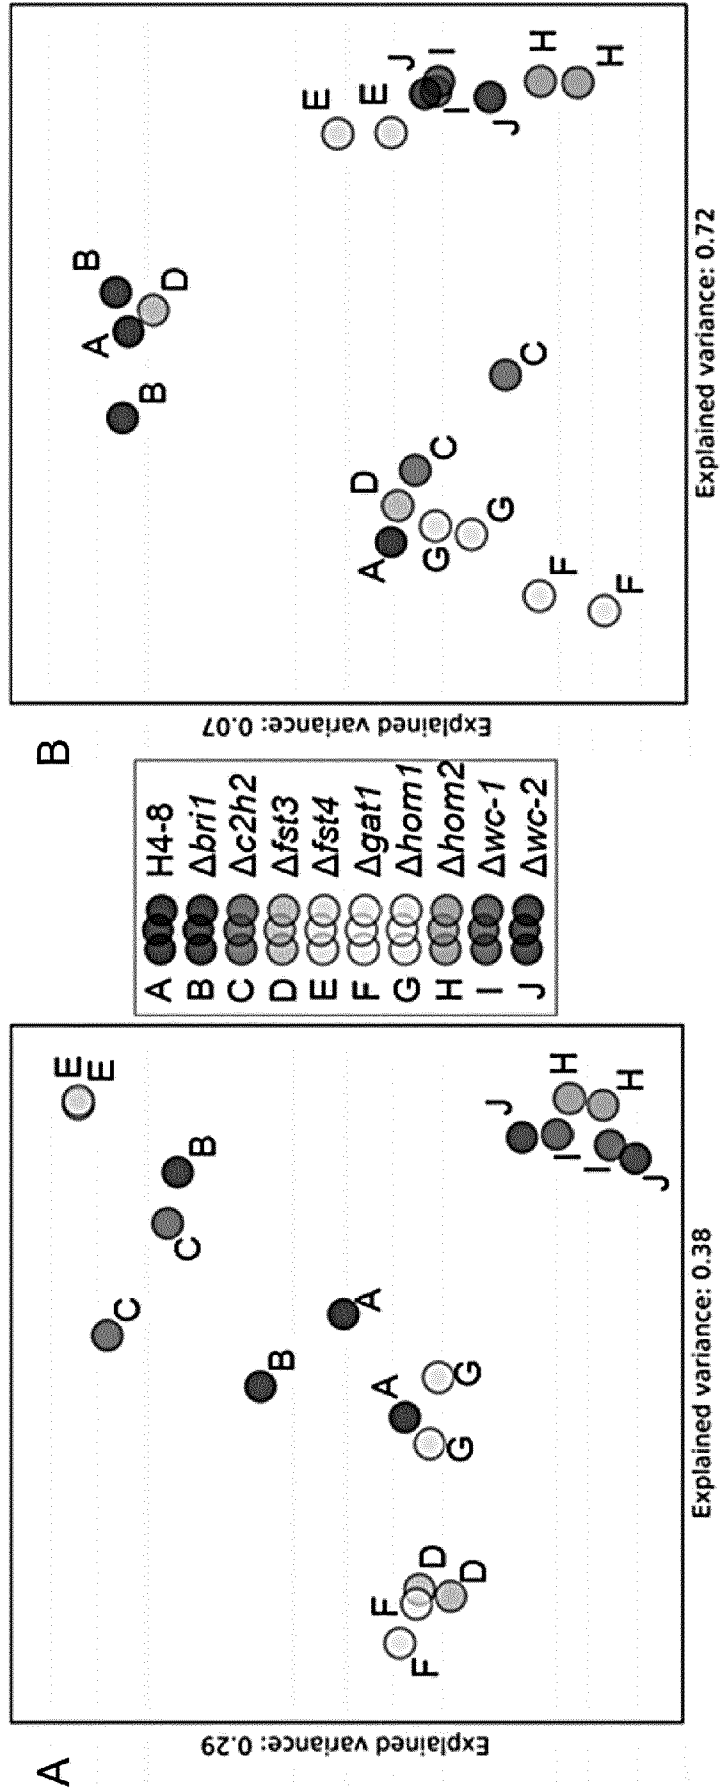 A
Explained variance: 0.29
E
E
C
C
B
B
A
A
F
F
D
G
G
D
J
H
I
I
H
J
Explained variance: 0.38
A H4-8
B Δbri1
C Δc2h2
D Δfst3
E Δfst4
F Δgat1
G Δhom1
H Δhom2
I Δwc-1
J Δwc-2
B
Explained variance: 0.07
B
A
B
D
E
D
A
E
J
G
I
C
I
G
J
C
H
F
H
F
Explained variance: 0.72